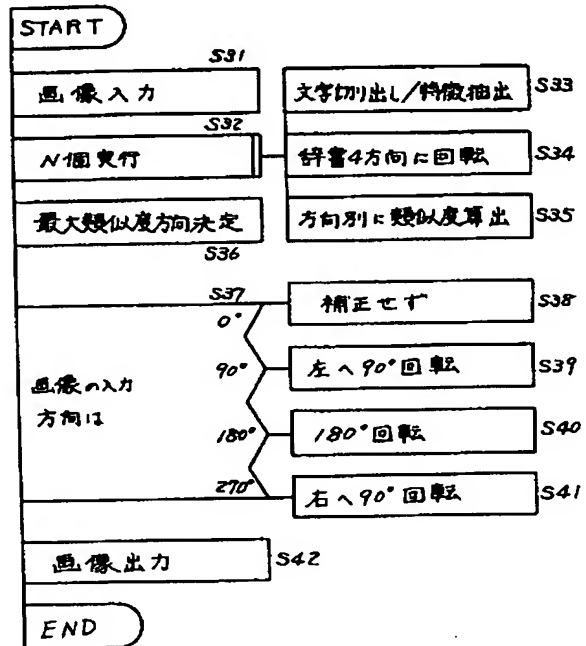 START
S31
画像入力
文字切り出し/特徴抽出 S33
S32
N個実行
辞書4方向に回転 S34
最大類似度方向決定
方向別に類似度算出 S35
S36
S37
補正せず S38
0°
90°
左へ90°回転 S39
画像の入力
方向は
180°
180°回転 S40
270°
右へ90°回転 S41
画像出力 S42
END